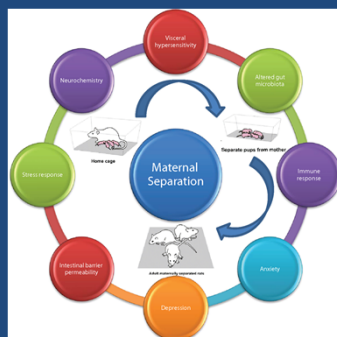 Visceral
hypersensitivity
Neurochemistry
Altered gut
microbiota
Home cage
Separate pups from mother
Stress response
Maternal
Separation
Immune
response
Intestinal barrier
permeability
Anxiety
Adult maternally separated rats
Depression